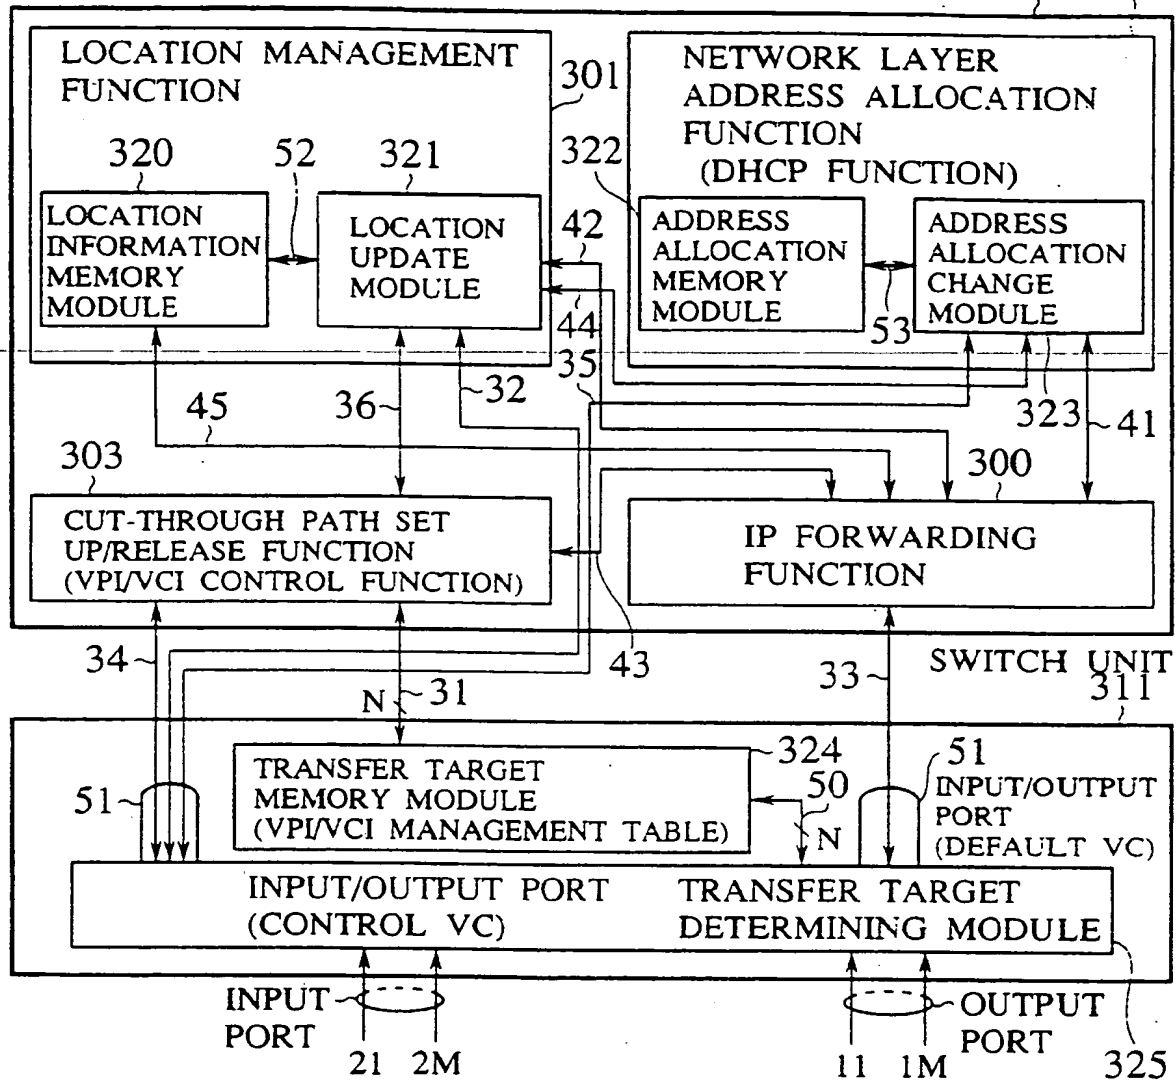 LOCATION MANAGEMENT
FUNCTION
301
320
52
321
LOCATION
INFORMATION
MEMORY
MODULE
LOCATION
UPDATE
MODULE
NETWORK LAYER
ADDRESS ALLOCATION
FUNCTION
(DHCP FUNCTION)
322
ADDRESS
ALLOCATION
MEMORY
MODULE
ADDRESS
ALLOCATION
CHANGE
MODULE
53
42
44
35
323
41
45
36
32
303
300
CUT-THROUGH PATH SET
UP/RELEASE FUNCTION
(VPI/VCI CONTROL FUNCTION)
IP FORWARDING
FUNCTION
34
31
N
43
33
SWITCH UNIT
311
324
TRANSFER TARGET
MEMORY MODULE
(VPI/VCI MANAGEMENT TABLE)
51
50
N
51
INPUT/OUTPUT
PORT
(DEFAULT VC)
INPUT/OUTPUT PORT
(CONTROL VC)
TRANSFER TARGET
DETERMINING MODULE
INPUT
PORT
OUTPUT
PORT
21
2M
11
1M
325